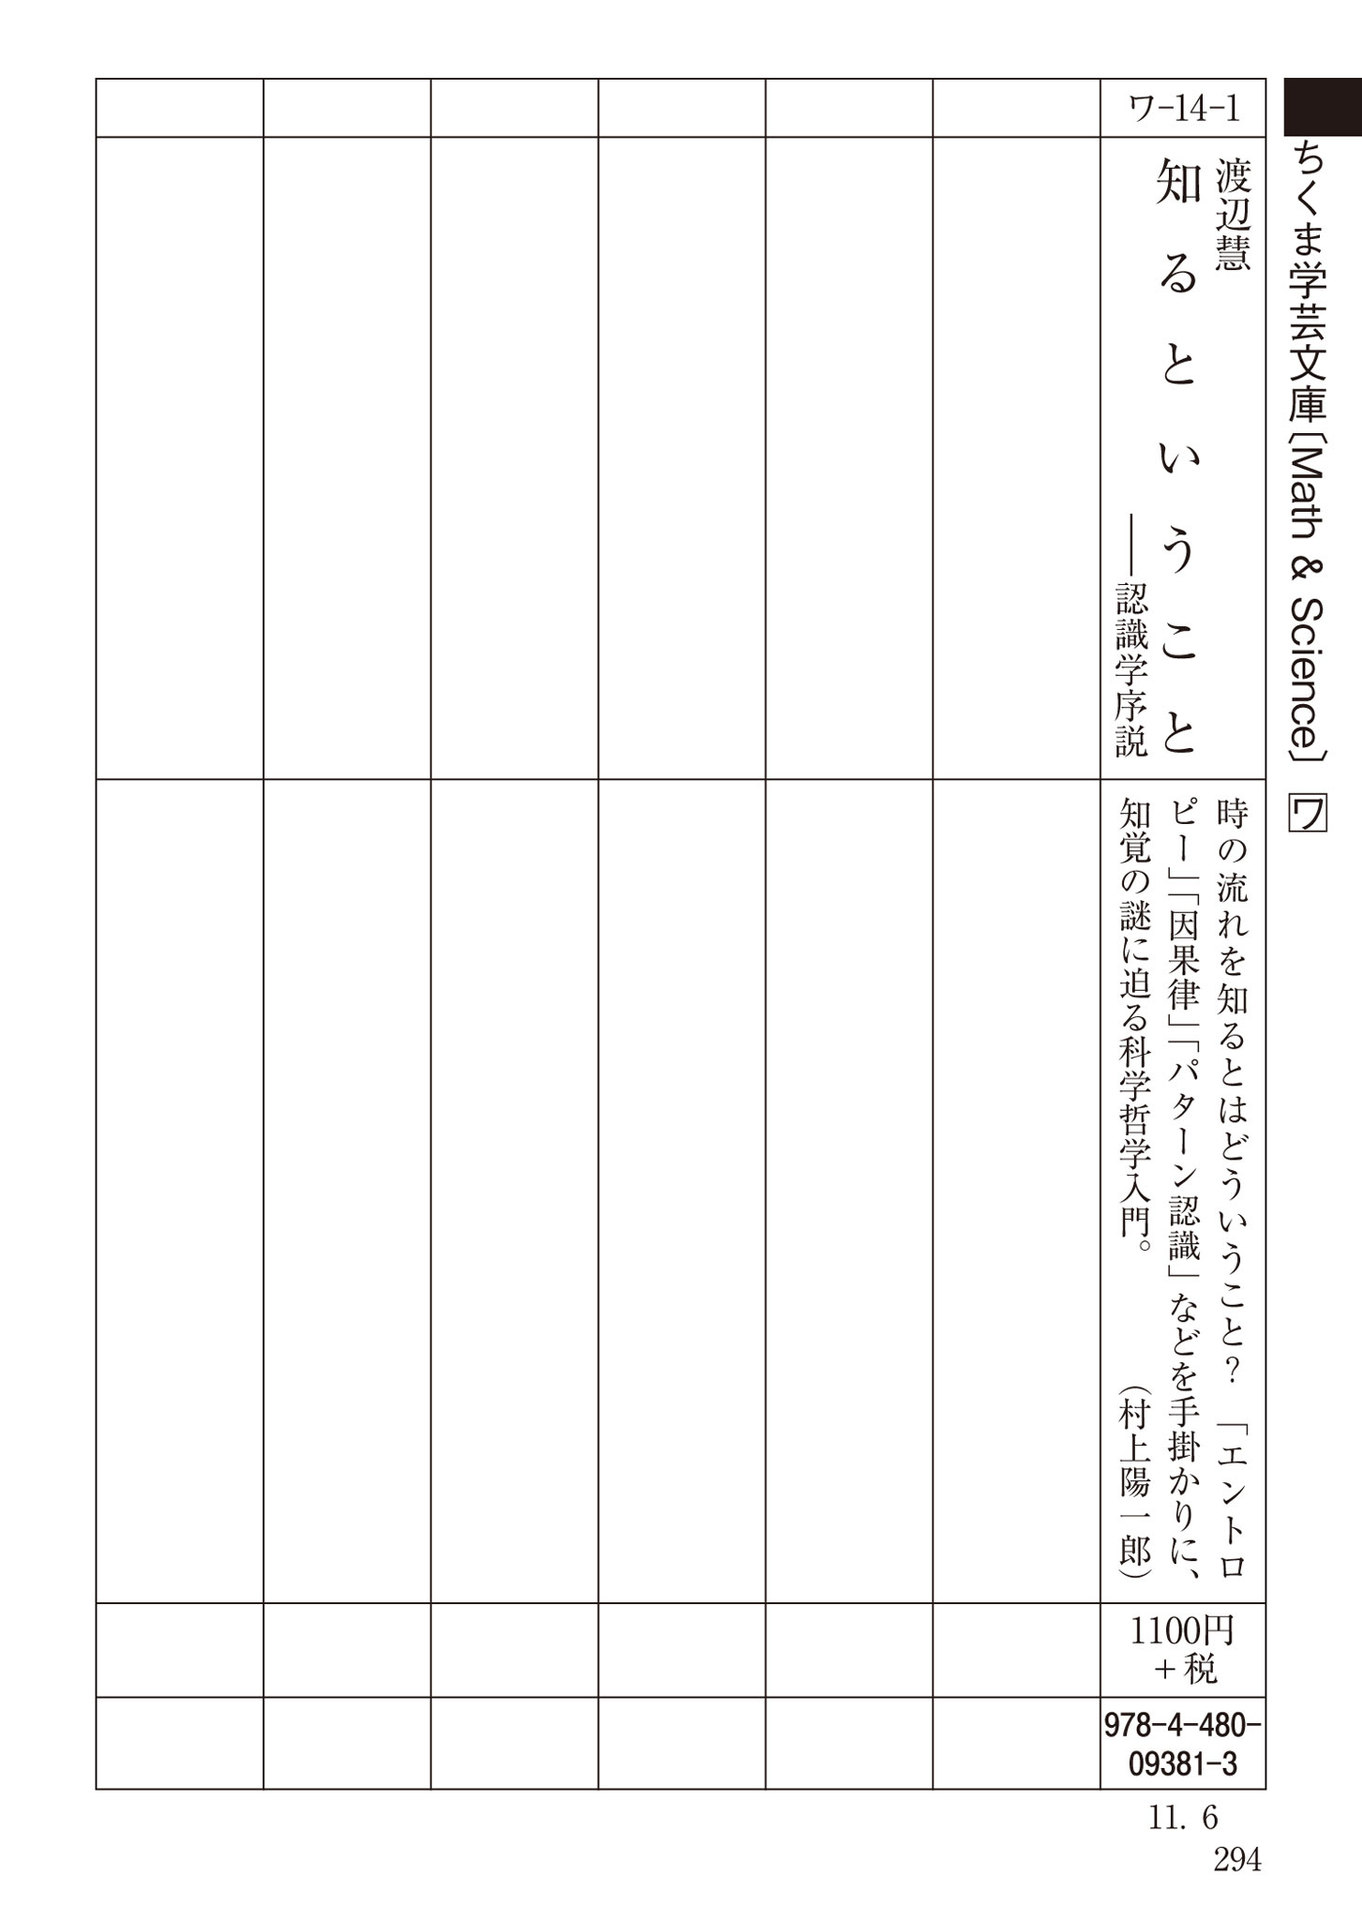 ちくま学芸文庫〔Math & Science〕 ワ
ワ-14-1
渡辺慧
知るということ
――認識学序説
時の流れを知るとはどういうこと？ 「エントロ
ピー」「因果律」「パターン認識」などを手掛かりに、
知覚の謎に迫る科学哲学入門。 （村上陽一郎）
1100円
＋税
978-4-480-
09381-3
11. 6
294